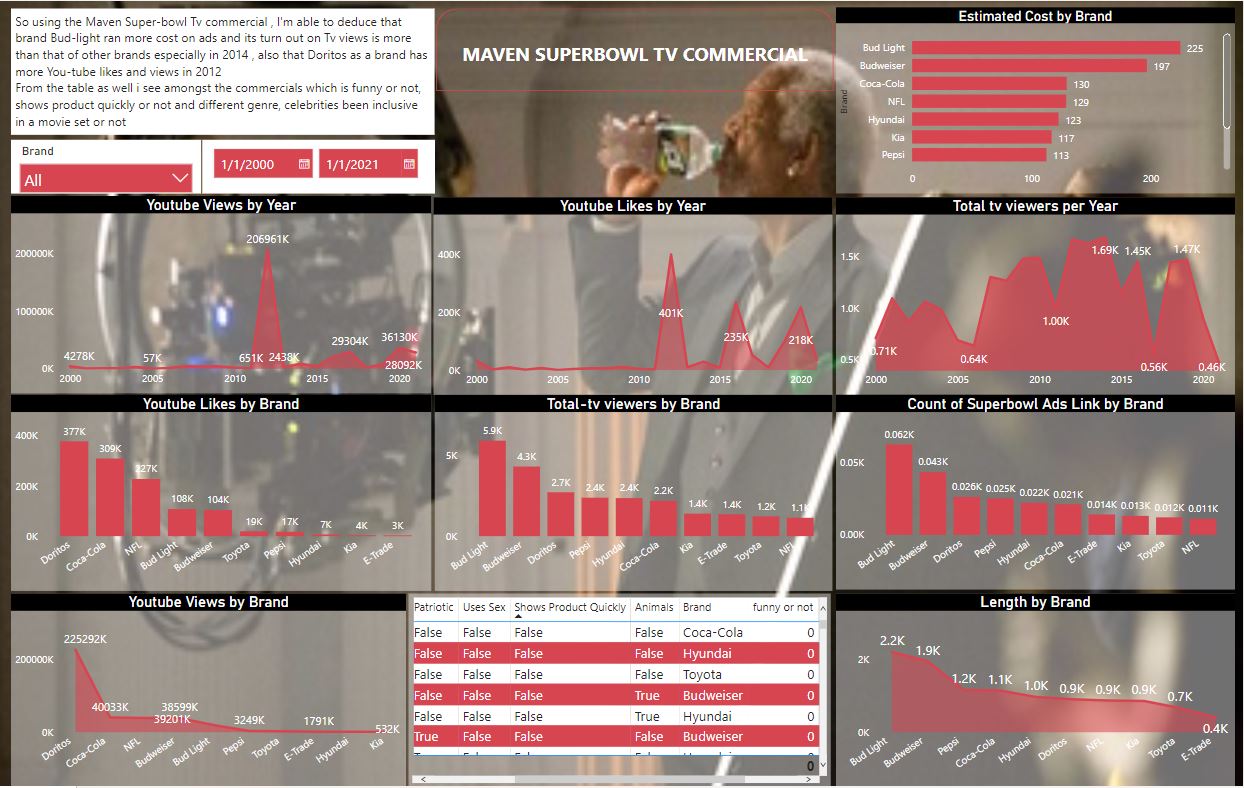 So using the Maven Super-bowl Tv commercial , I'm able to deduce that
brand Bud-light ran more cost on ads and its turn out on Tv views is more
than that of other brands especially in 2014 , also that Doritos as a brand has
more You-tube likes and views in 2012
From the table as well i see amongst the commercials which is funny or not,
shows product quickly or not and different genre, celebrities been inclusive
in a movie set or not
MAVEN SUPERBOWL TV COMMERCIAL
Brand
All
1/1/2000 1/1/2021
Estimated Cost by Brand
Brand
Bud Light 225
Budweiser 197
Coca-Cola 130
NFL 129
Hyundai 123
Kia 117
Pepsi 113
0 100 200
Youtube Views by Year
200000K
100000K
0K
206961K
4278K 57K 651K 2438K 29304K 36130K
28092K
2000 2005 2010 2015 2020
Youtube Likes by Year
400K
200K
0K
401K 235K 218K
2000 2005 2010 2015 2020
Total tv viewers per Year
1.5K
1.0K
0.5K
0.71K 0.64K 1.00K 1.69K 1.45K 0.56K 1.47K 0.46K
2000 2005 2010 2015 2020
Youtube Likes by Brand
400K
200K
0K
377K 309K 227K 108K 104K 19K 17K 7K 4K 3K
Doritos Coca-Cola NFL Bud Light Budweiser Toyota Pepsi Hyundai Kia E-Trade
Total-tv viewers by Brand
5K
0K
5.9K 4.3K 2.7K 2.4K 2.4K 2.2K 1.4K 1.4K 1.2K 1.1K
Bud Light Budweiser Doritos Pepsi Hyundai Coca-Cola Kia E-Trade Toyota NFL
Count of Superbowl Ads Link by Brand
0.05K
0.00K
0.062K 0.043K 0.026K 0.025K 0.022K 0.021K 0.014K 0.013K 0.012K 0.011K
Bud Light Budweiser Doritos Pepsi Hyundai Coca-Cola E-Trade Kia Toyota NFL
Youtube Views by Brand
200000K
0K
225292K 40033K 39201K 38599K 3249K 1791K 532K
Doritos Coca-Cola NFL Budweiser Bud Light Pepsi Toyota E-Trade Hyundai Kia
Patriotic Uses Sex Shows Product Quickly Animals Brand funny or not
False False False False Coca-Cola 0
False False False False Hyundai 0
False False False False Toyota 0
False False False True Budweiser 0
False False False True Hyundai 0
True False False False Budweiser 0
0
Length by Brand
2K
0K
2.2K 1.9K 1.2K 1.1K 1.0K 0.9K 0.9K 0.9K 0.7K 0.4K
Bud Light Budweiser Pepsi Coca-Cola Hyundai Doritos NFL Kia Toyota E-Trade